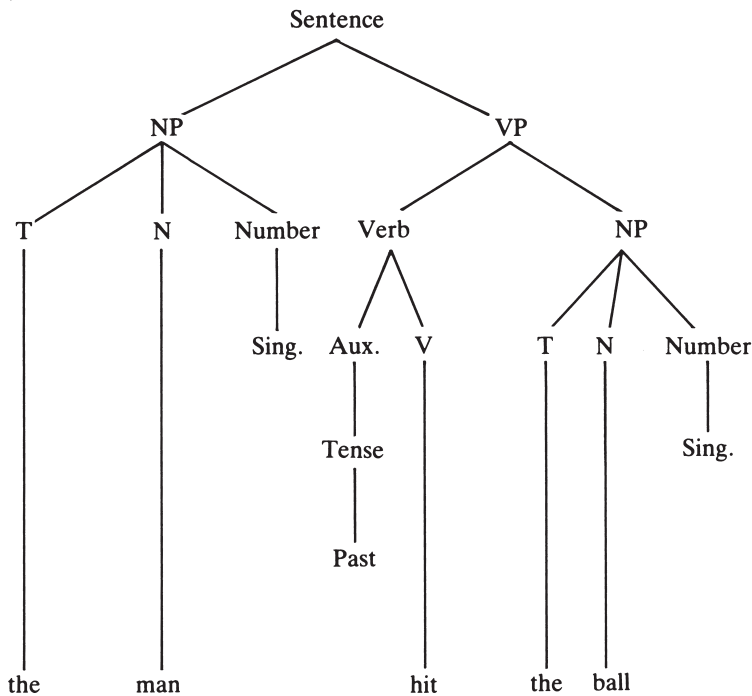 Sentence
NP VP
T N Number Verb NP
Sing. Aux. V T N Number
Tense Sing.
Past
the man hit the ball